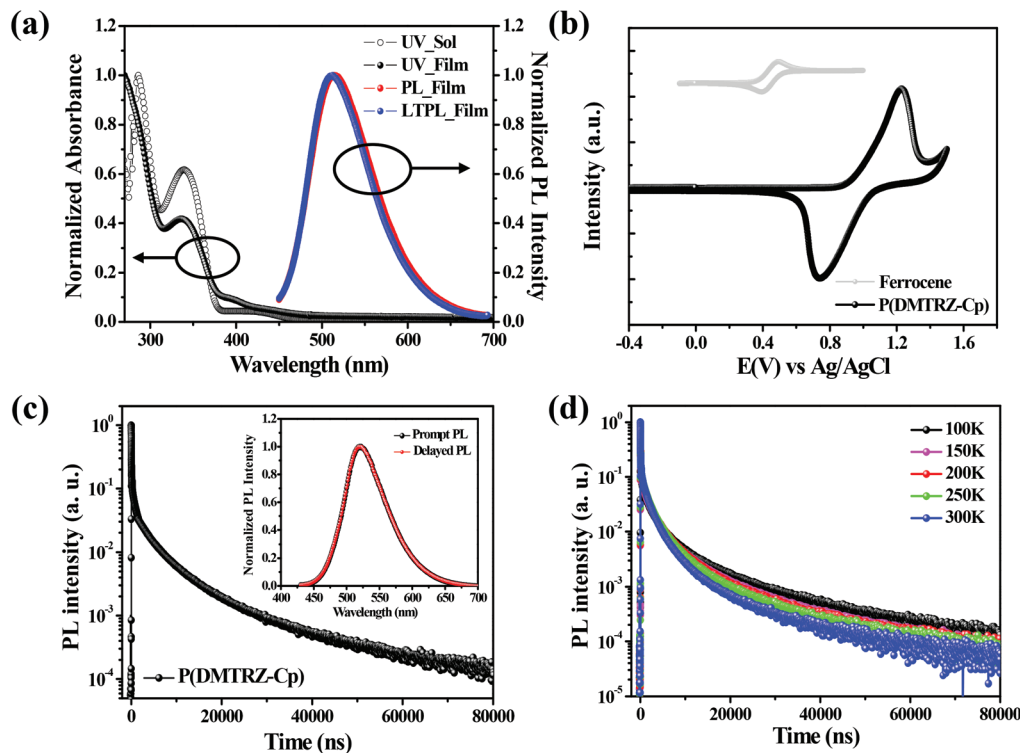 (a)
UV_Sol
UV_Film
PL_Film
LTPL_Film
Normalized Absorbance
1.2
1.0
0.8
0.6
0.4
0.2
0.0
Normalized PL Intensity
1.2
1.0
0.8
0.6
0.4
0.2
0.0
300 400 500 600 700
Wavelength (nm)
(b)
Intensity (a.u.)
Ferrocene
P(DMTRZ-Cp)
-0.4 0.0 0.4 0.8 1.2 1.6
E(V) vs Ag/AgCl
(c)
PL intensity (a. u.)
10^0
10^-1
10^-2
10^-3
10^-4
P(DMTRZ-Cp)
0 20000 40000 60000 80000
Time (ns)
Normalized PL Intensity
1.2
1.0
0.8
0.6
0.4
0.2
0.0
Prompt PL
Delayed PL
400 450 500 550 600 650 700
Wavelength (nm)
(d)
PL intensity (a. u.)
10^0
10^-1
10^-2
10^-3
10^-4
10^-5
100K
150K
200K
250K
300K
0 20000 40000 60000 80000
Time (ns)